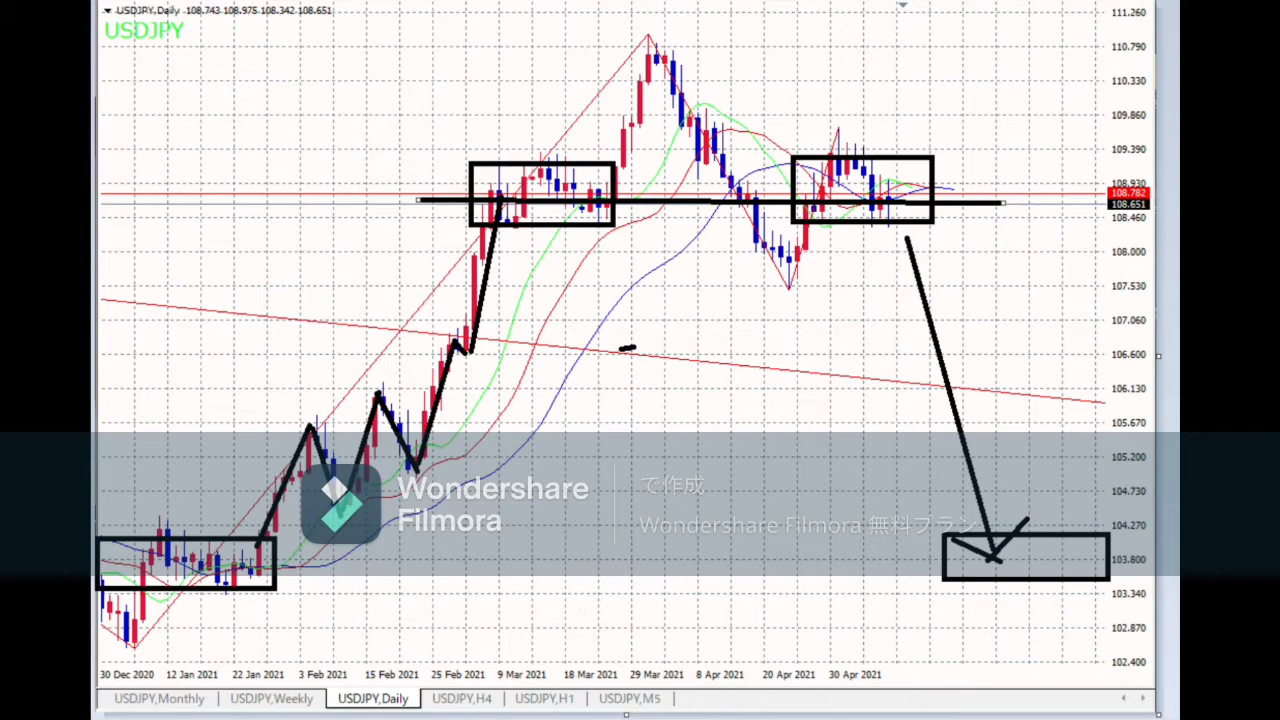 USDJPY,Daily 108.743 108.975 108.342 108.651
USDJPY
111.260
110.790
110.330
109.860
109.390
108.930
108.782
108.651
108.460
108.000
107.530
107.060
106.600
106.130
105.670
105.200
104.730
104.270
103.800
103.340
102.870
102.400
Wondershare
Filmora
で作成
Wondershare Filmora 無料プラン
30 Dec 2020 12 Jan 2021 22 Jan 2021 3 Feb 2021 15 Feb 2021 25 Feb 2021 9 Mar 2021 18 Mar 2021 29 Mar 2021 8 Apr 2021 20 Apr 2021 30 Apr 2021
USDJPY,Monthly USDJPY,Weekly USDJPY,Daily USDJPY,H4 USDJPY,H1 USDJPY,M5